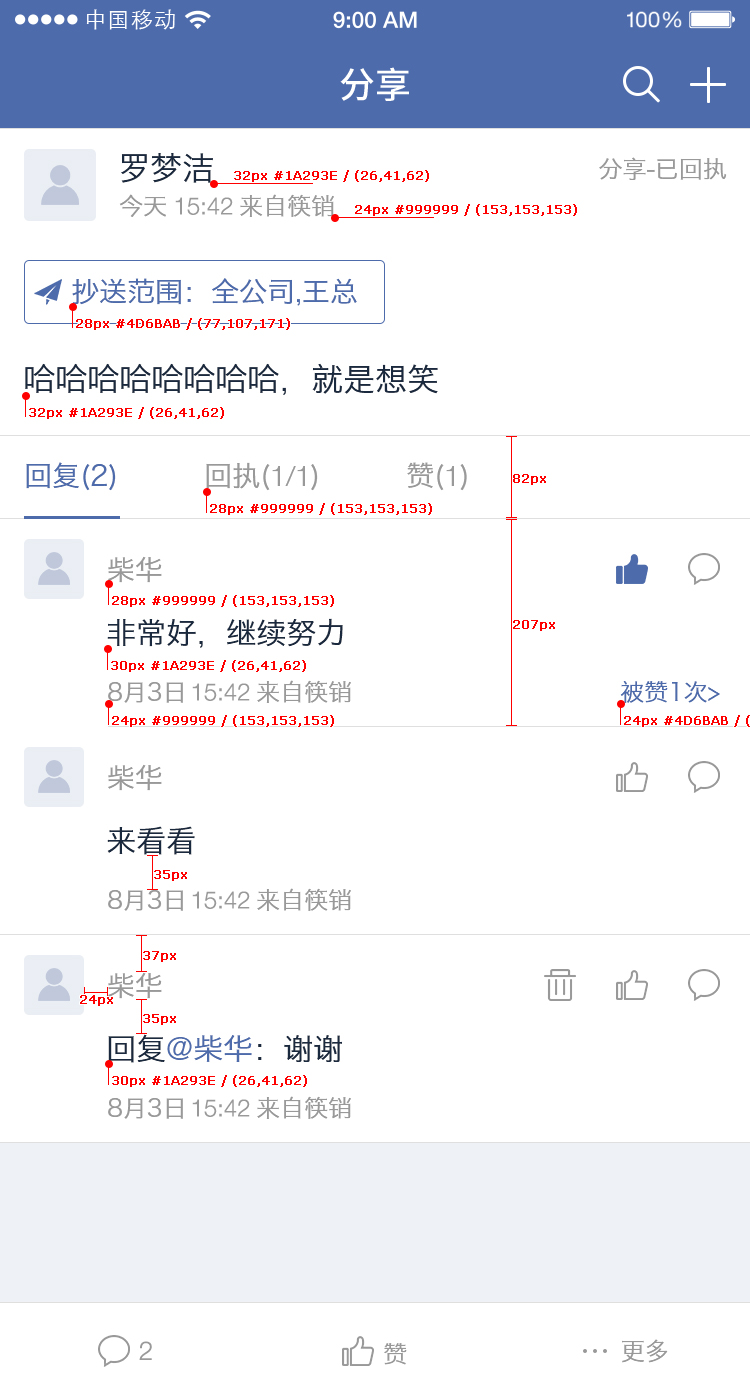 中国移动 9:00 AM 100%
分享
罗梦洁 32px #1A293E / (26,41,62) 分享-已回执
今天 15:42 来自筷销 24px #999999 / (153,153,153)
抄送范围：全公司,王总
28px #4D6BAB / (77,107,171)
哈哈哈哈哈哈哈哈，就是想笑
32px #1A293E / (26,41,62)
回复(2) 回执(1/1) 赞(1) 82px
28px #999999 / (153,153,153)
柴华
28px #999999 / (153,153,153)
非常好，继续努力 207px
30px #1A293E / (26,41,62)
8月3日 15:42 来自筷销 被赞1次>
24px #999999 / (153,153,153) 24px #4D6BAB / (
柴华
来看看
35px
8月3日 15:42 来自筷销
37px
柴华
24px
35px
回复@柴华：谢谢
30px #1A293E / (26,41,62)
8月3日 15:42 来自筷销
2 赞 ··· 更多